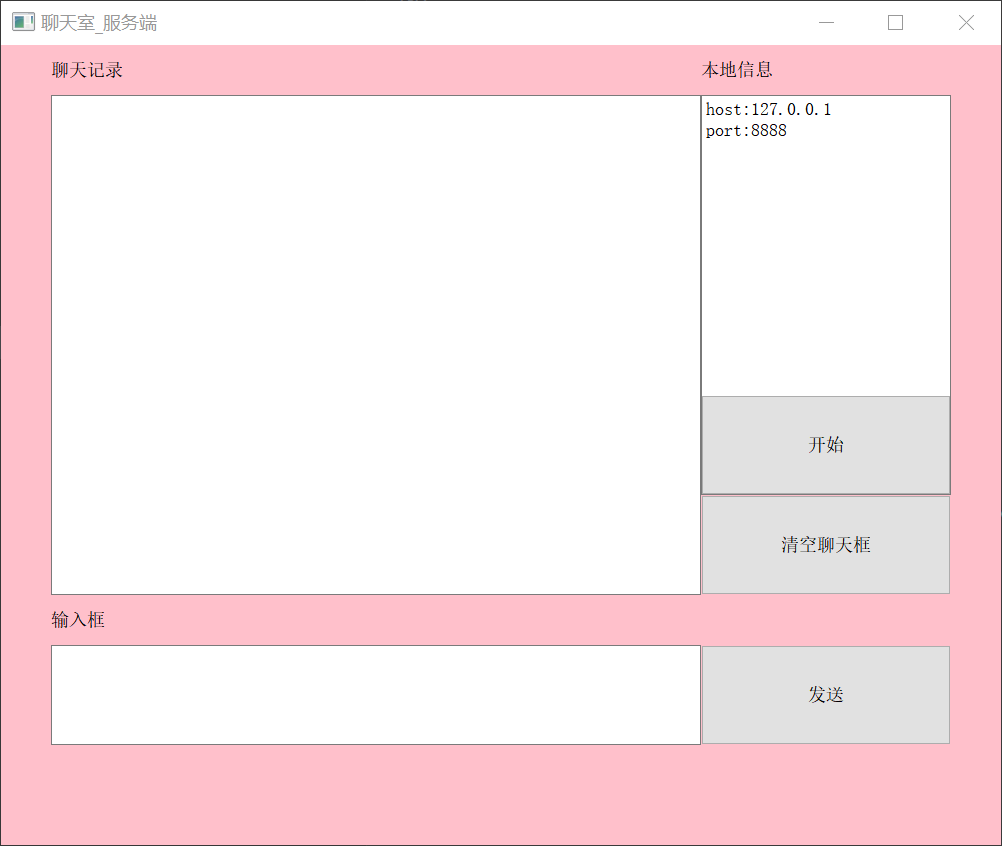 聊天室_服务端
聊天记录
本地信息
host:127.0.0.1
port:8888
开始
清空聊天框
输入框
发送